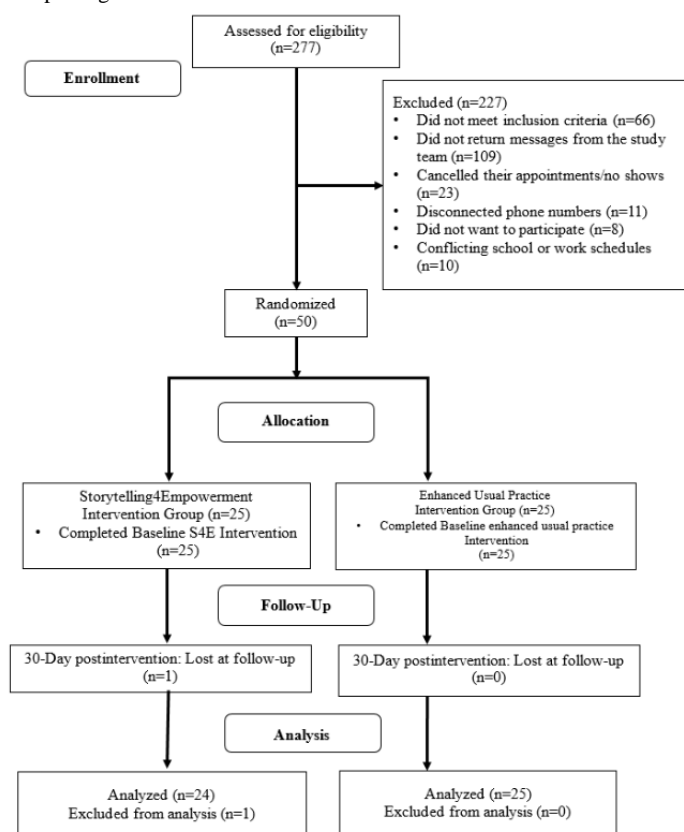 Assessed for eligibility
(n=277)
Enrollment
Excluded (n=227)
• Did not meet inclusion criteria (n=66)
• Did not return messages from the study
team (n=109)
• Cancelled their appointments/no shows
(n=23)
• Disconnected phone numbers (n=11)
• Did not want to participate (n=8)
• Conflicting school or work schedules
(n=10)
Randomized
(n=50)
Allocation
Storytelling4Empowerment
Intervention Group (n=25)
• Completed Baseline S4E Intervention
(n=25)
Enhanced Usual Practice
Intervention Group (n=25)
• Completed Baseline enhanced usual practice
Intervention
(n=25)
Follow-Up
30-Day postintervention: Lost at follow-up
(n=1)
30-Day postintervention: Lost at follow-up
(n=0)
Analysis
Analyzed (n=24)
Excluded from analysis (n=1)
Analyzed (n=25)
Excluded from analysis (n=0)